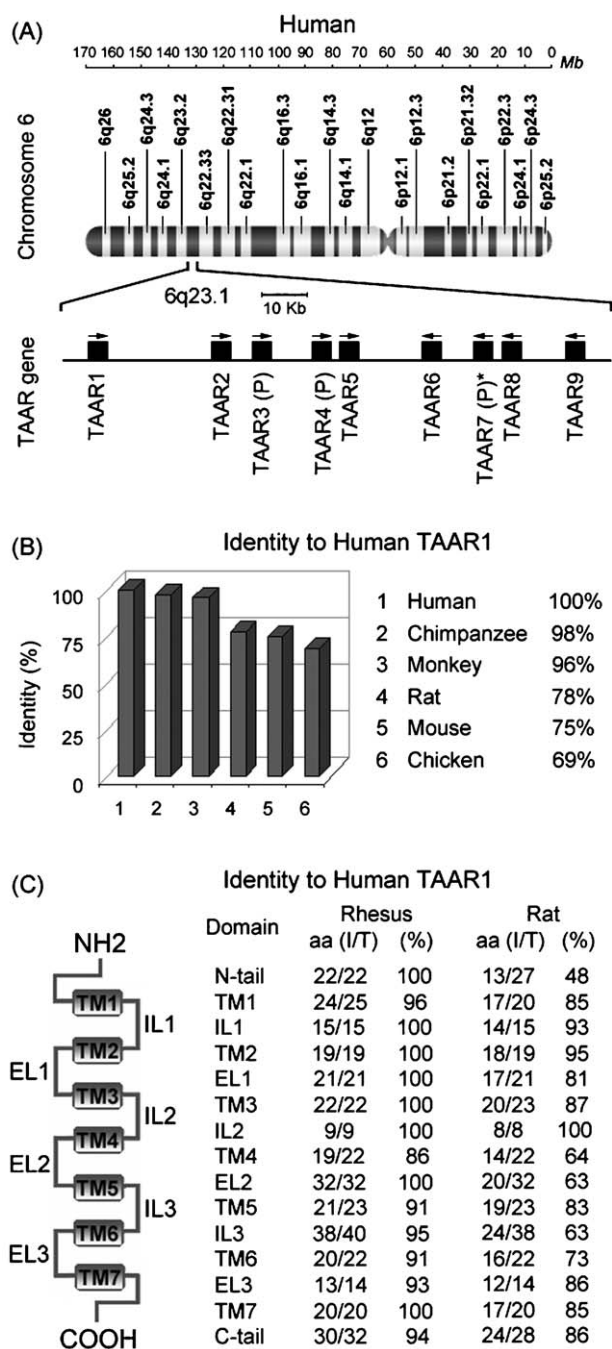 (A)
Human
170 160 150 140 130 120 110 100 90 80 70 60 50 40 30 20 10 0 Mb
Chromosome 6
6q26
6q25.2
6q24.3
6q24.1
6q23.2
6q22.33
6q22.31
6q22.1
6q16.3
6q16.1
6q14.3
6q14.1
6q12
6p12.1
6p12.3
6p21.2
6p21.32
6p22.1
6p22.3
6p24.1
6p24.3
6p25.2
6q23.1
10 Kb
TAAR gene
TAAR1
TAAR2
TAAR3 (P)
TAAR4 (P)
TAAR5
TAAR6
TAAR7 (P)*
TAAR8
TAAR9
(B)
Identity to Human TAAR1
Identity (%)
100
75
50
25
0
1 2 3 4 5 6
1 Human 100%
2 Chimpanzee 98%
3 Monkey 96%
4 Rat 78%
5 Mouse 75%
6 Chicken 69%
(C)
Identity to Human TAAR1
NH2
TM1
IL1
TM2
EL1
TM3
IL2
TM4
EL2
TM5
IL3
TM6
EL3
TM7
COOH
Domain Rhesus Rat
aa (I/T) (%) aa (I/T) (%)
N-tail 22/22 100 13/27 48
TM1 24/25 96 17/20 85
IL1 15/15 100 14/15 93
TM2 19/19 100 18/19 95
EL1 21/21 100 17/21 81
TM3 22/22 100 20/23 87
IL2 9/9 100 8/8 100
TM4 19/22 86 14/22 64
EL2 32/32 100 20/32 63
TM5 21/23 91 19/23 83
IL3 38/40 95 24/38 63
TM6 20/22 91 16/22 73
EL3 13/14 93 12/14 86
TM7 20/20 100 17/20 85
C-tail 30/32 94 24/28 86